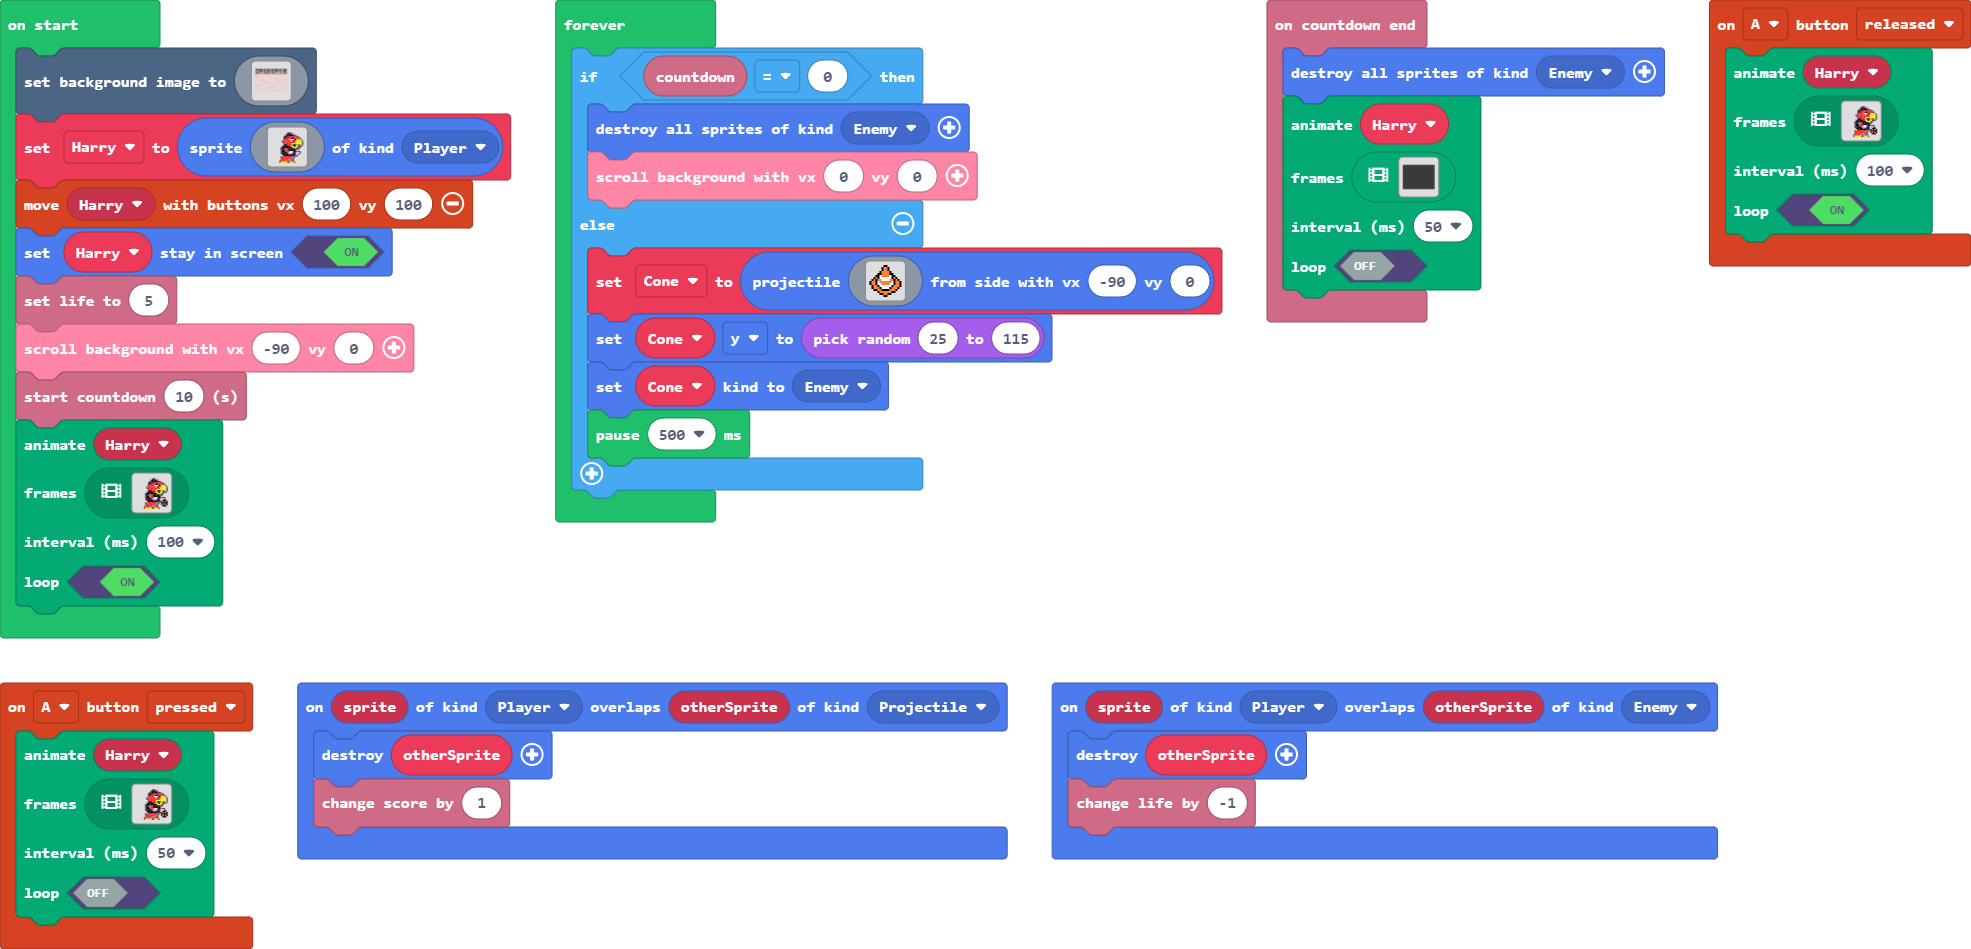 on start
set background image to
set Harry to sprite of kind Player
move Harry with buttons vx 100 vy 100
set Harry stay in screen ON
set life to 5
scroll background with vx -90 vy 0
start countdown 10 (s)
animate Harry
frames
interval (ms) 100
loop ON
forever
if countdown = 0 then
destroy all sprites of kind Enemy
scroll background with vx 0 vy 0
else
set Cone to projectile from side with vx -90 vy 0
set Cone y to pick random 25 to 115
set Cone kind to Enemy
pause 500 ms
on countdown end
destroy all sprites of kind Enemy
animate Harry
frames
interval (ms) 50
loop OFF
on A button released
animate Harry
frames
interval (ms) 100
loop ON
on A button pressed
animate Harry
frames
interval (ms) 50
loop OFF
on sprite of kind Player overlaps otherSprite of kind Projectile
destroy otherSprite
change score by 1
on sprite of kind Player overlaps otherSprite of kind Enemy
destroy otherSprite
change life by -1